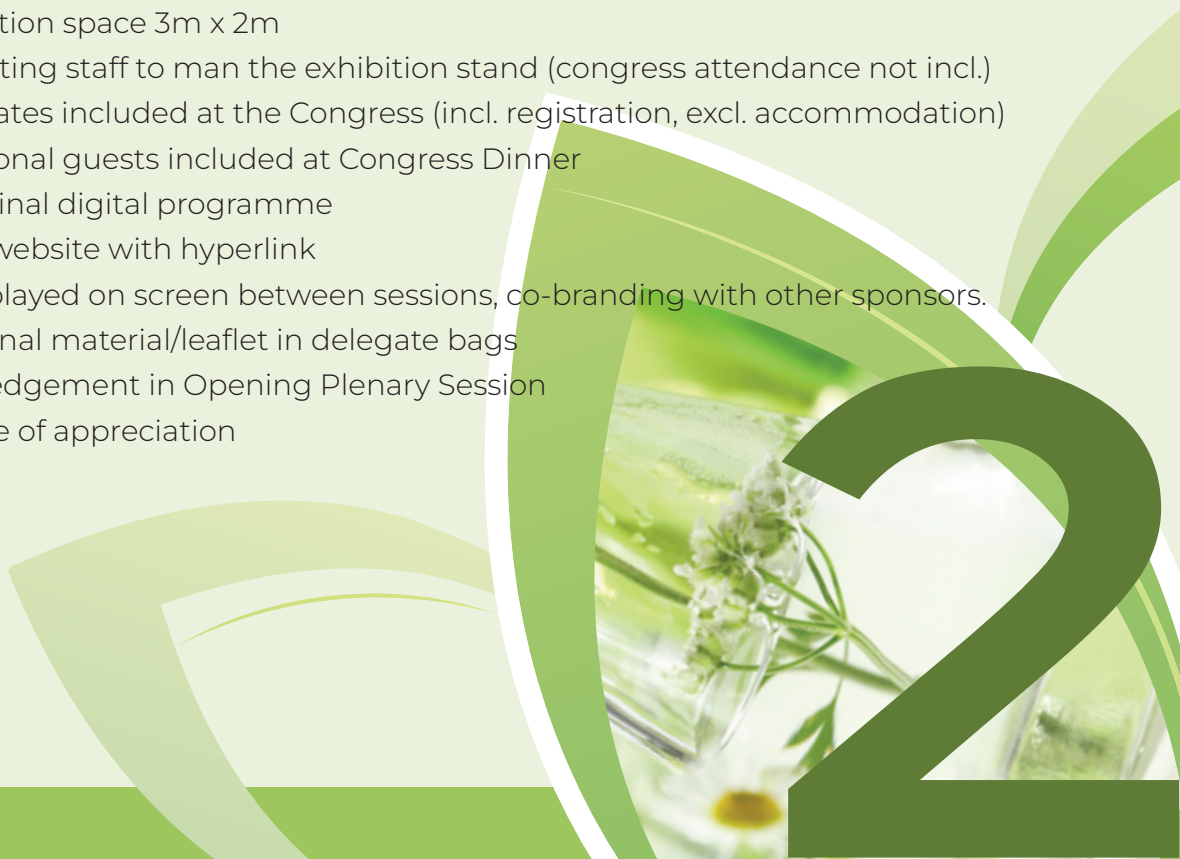 tion space 3m x 2m
ting staff to man the exhibition stand (congress attendance not incl.)
ates included at the Congress (incl. registration, excl. accommodation)
onal guests included at Congress Dinner
inal digital programme
website with hyperlink
played on screen between sessions, co-branding with other sponsors.
nal material/leaflet in delegate bags
edgement in Opening Plenary Session
e of appreciation
2